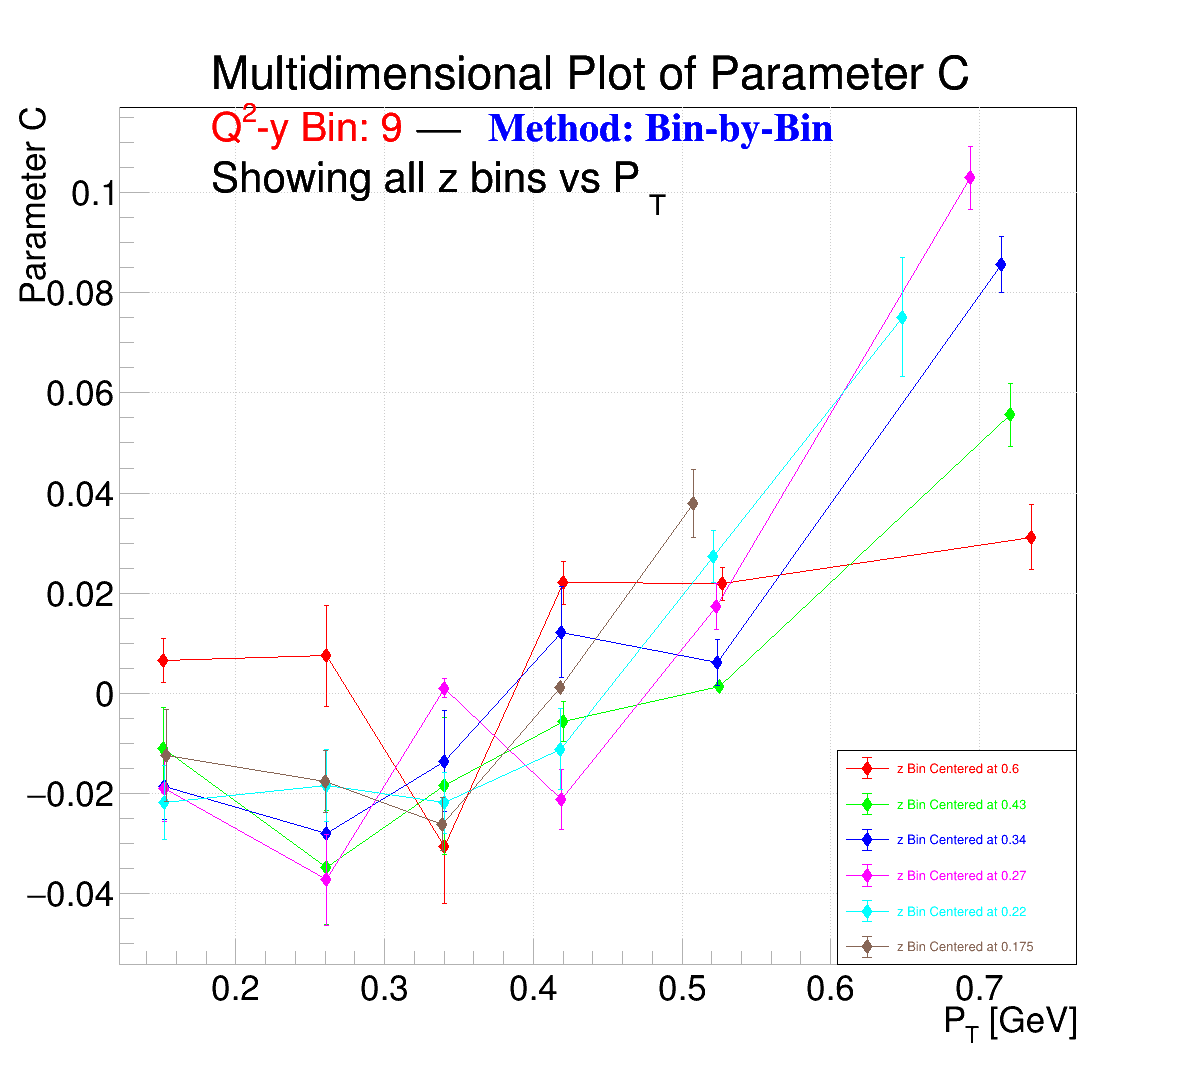 Multidimensional Plot of Parameter C
Q²-y Bin: 9 — Method: Bin-by-Bin
Showing all z bins vs P_T
Parameter C
0.1
0.08
0.06
0.04
0.02
0
−0.02
−0.04
z Bin Centered at 0.6
z Bin Centered at 0.43
z Bin Centered at 0.34
z Bin Centered at 0.27
z Bin Centered at 0.22
z Bin Centered at 0.175
0.2 0.3 0.4 0.5 0.6 0.7
P_T [GeV]